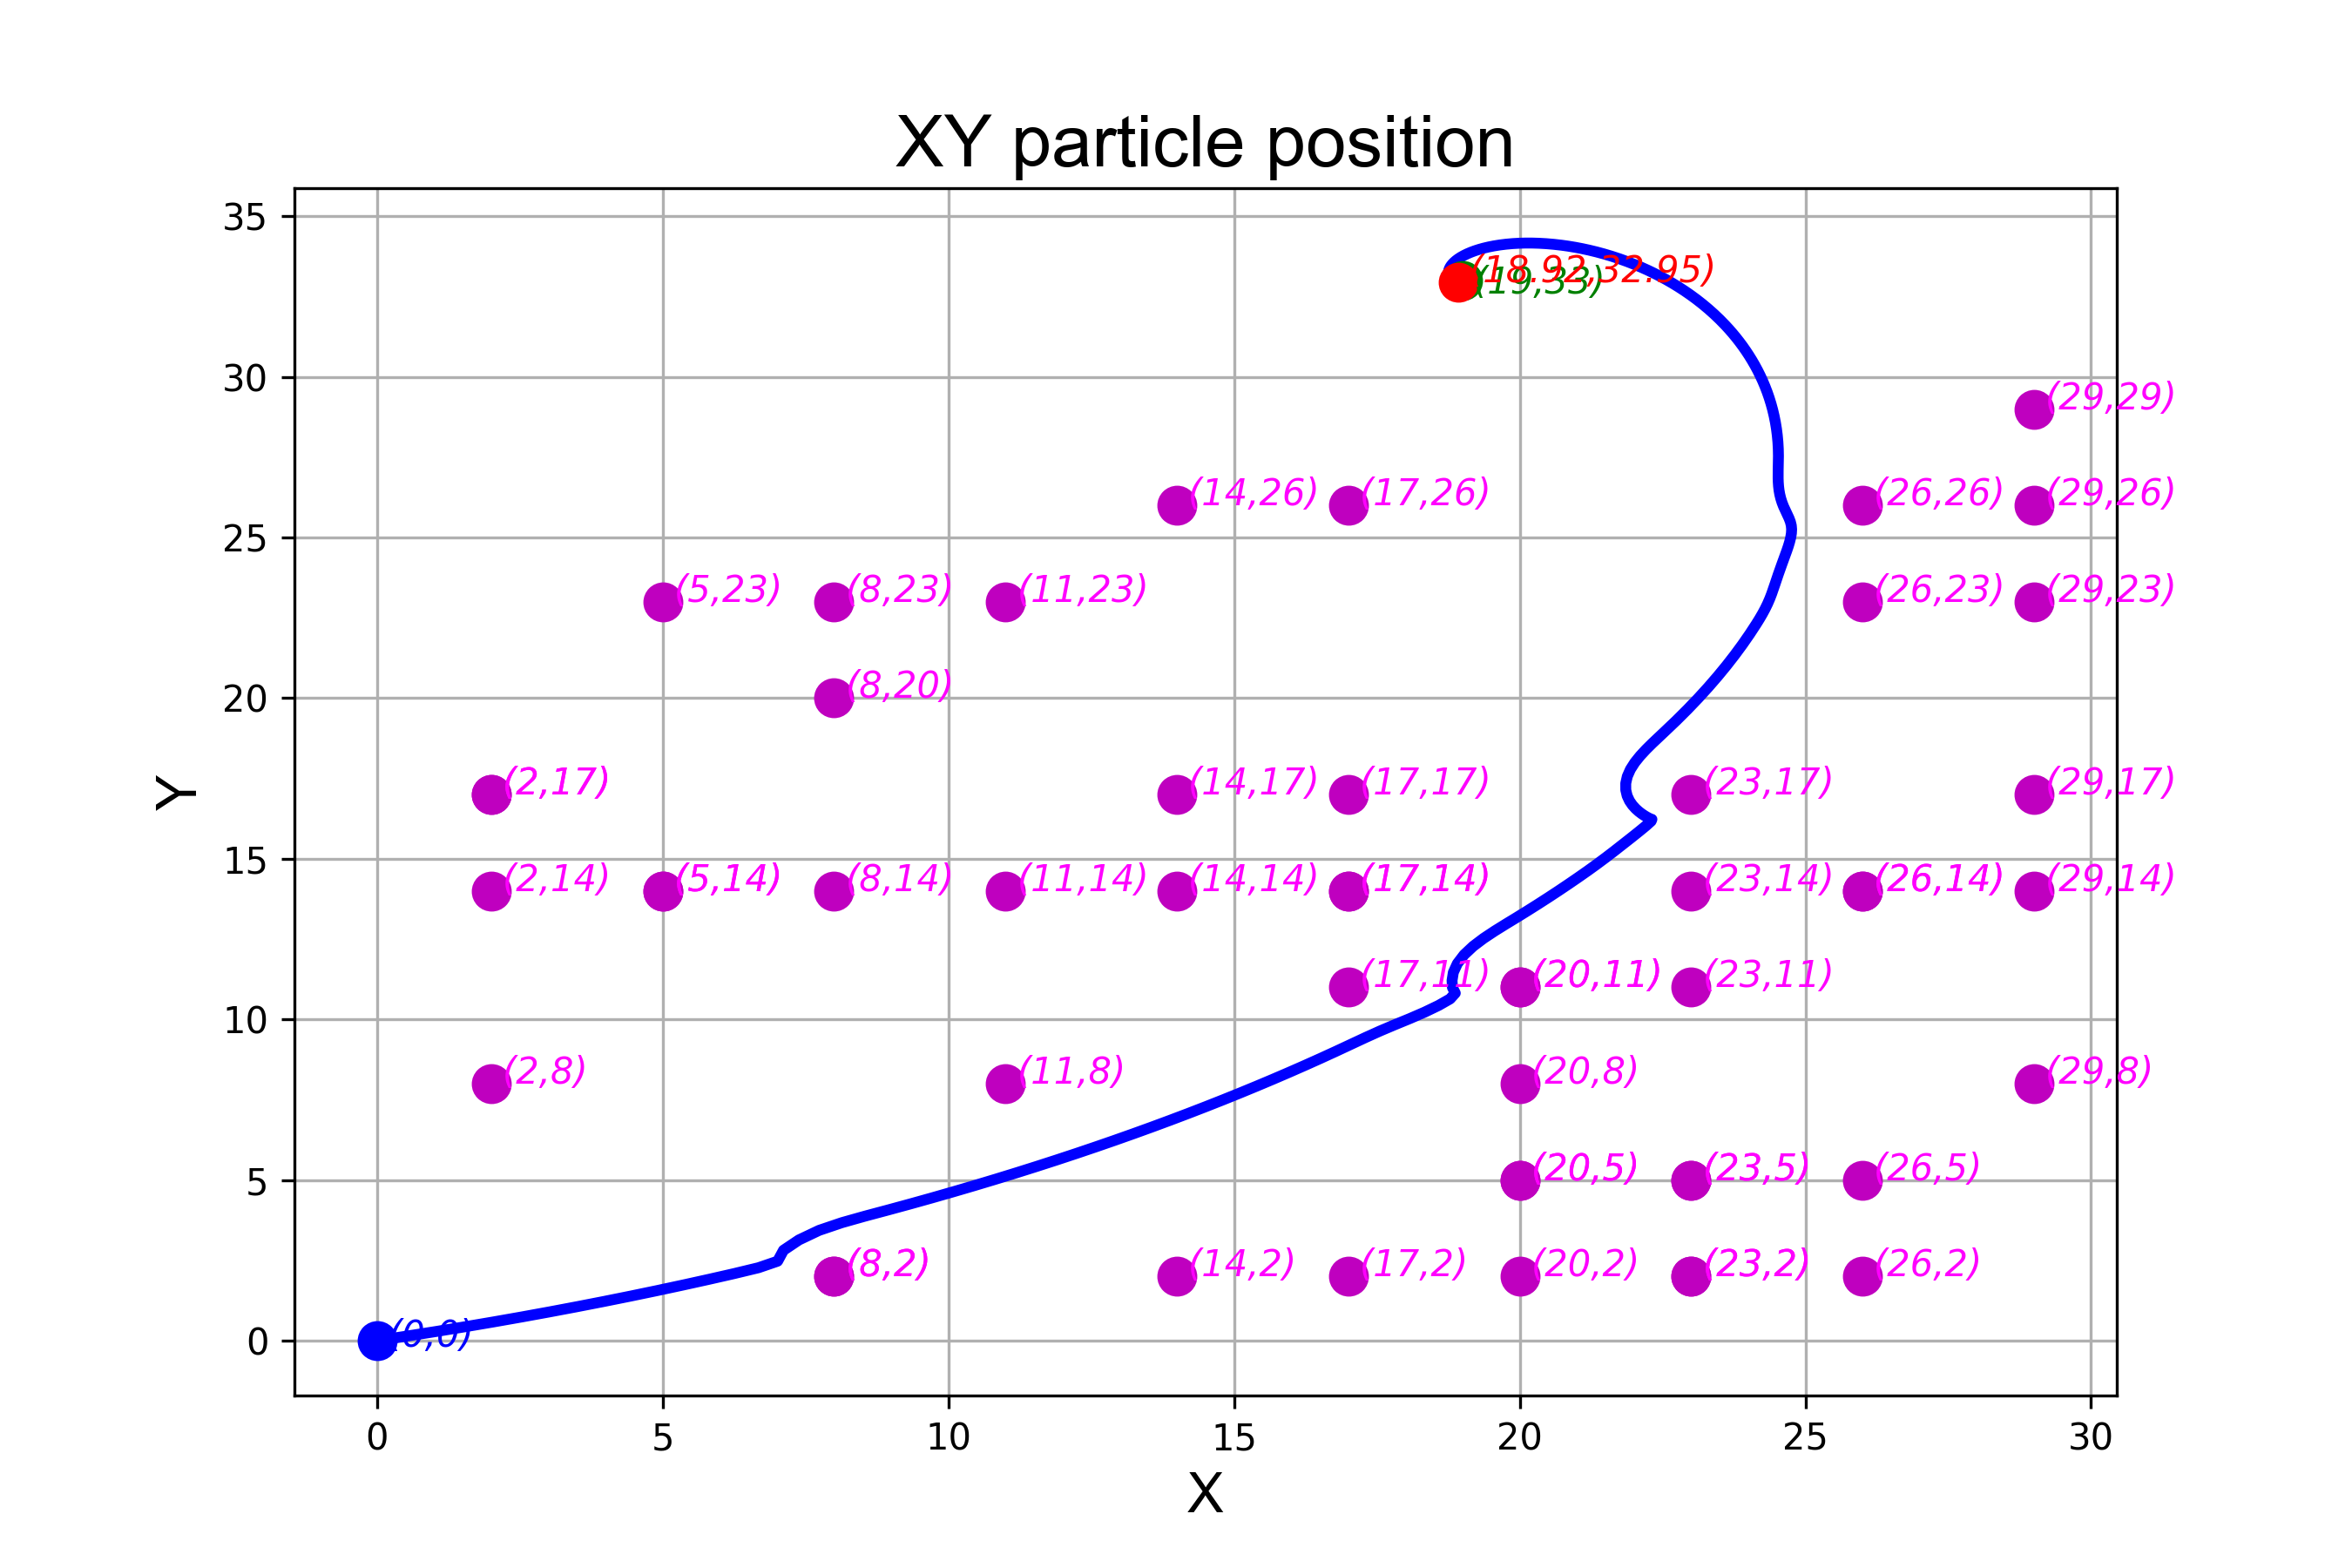 XY particle position
35
(18.92,32.95)
(19,33)
30
(29,29)
(14,26) (17,26) (26,26) (29,26)
25
(5,23) (8,23) (11,23) (26,23) (29,23)
20
(8,20)
(2,17) (14,17) (17,17) (23,17) (29,17)
Y
15
(2,14) (5,14) (8,14) (11,14) (14,14) (17,14) (23,14) (26,14) (29,14)
(17,11) (20,11) (23,11)
10
(2,8) (11,8) (20,8) (29,8)
5
(20,5) (23,5) (26,5)
(8,2) (14,2) (17,2) (20,2) (23,2) (26,2)
0
(0,0)
0 5 10 15 20 25 30
X